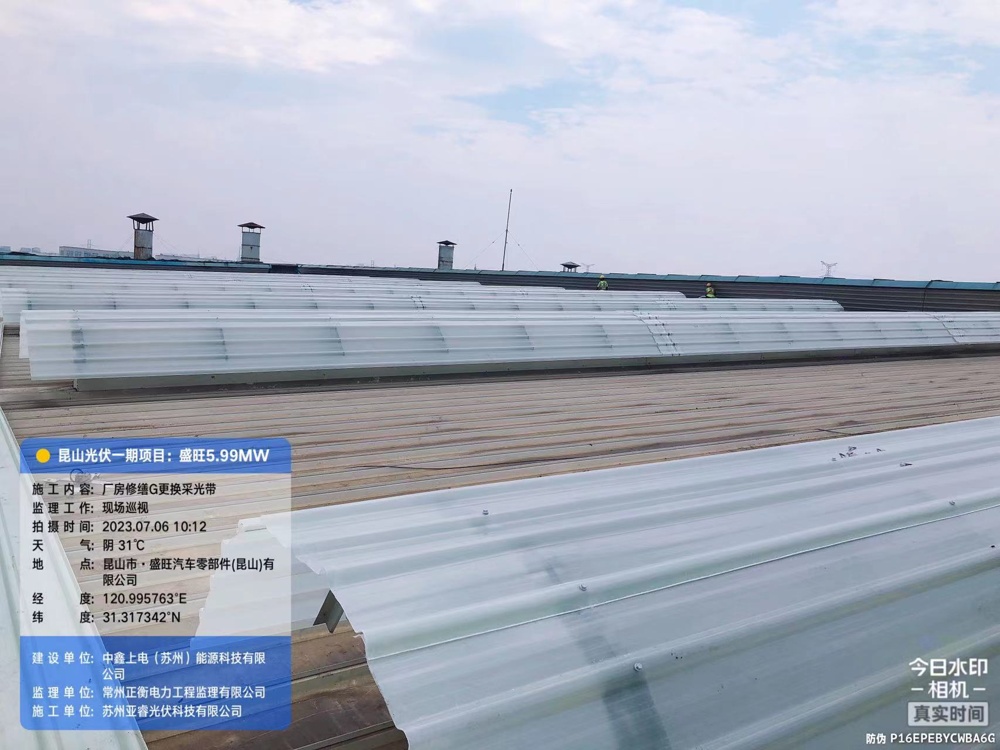 昆山光伏一期项目：盛旺5.99MW
施工内容: 厂房修缮G更换采光带
监理工作: 现场巡视
拍摄时间: 2023.07.06 10:12
天气: 阴 31℃
地点: 昆山市·盛旺汽车零部件(昆山)有
限公司
经度: 120.995763°E
纬度: 31.317342°N
建设单位: 中鑫上电（苏州）能源科技有限
公司
监理单位: 常州正衡电力工程监理有限公司
施工单位: 苏州亚睿光伏科技有限公司
今日水印
相机
真实时间
防伪 P16EPEBYCWBA6G